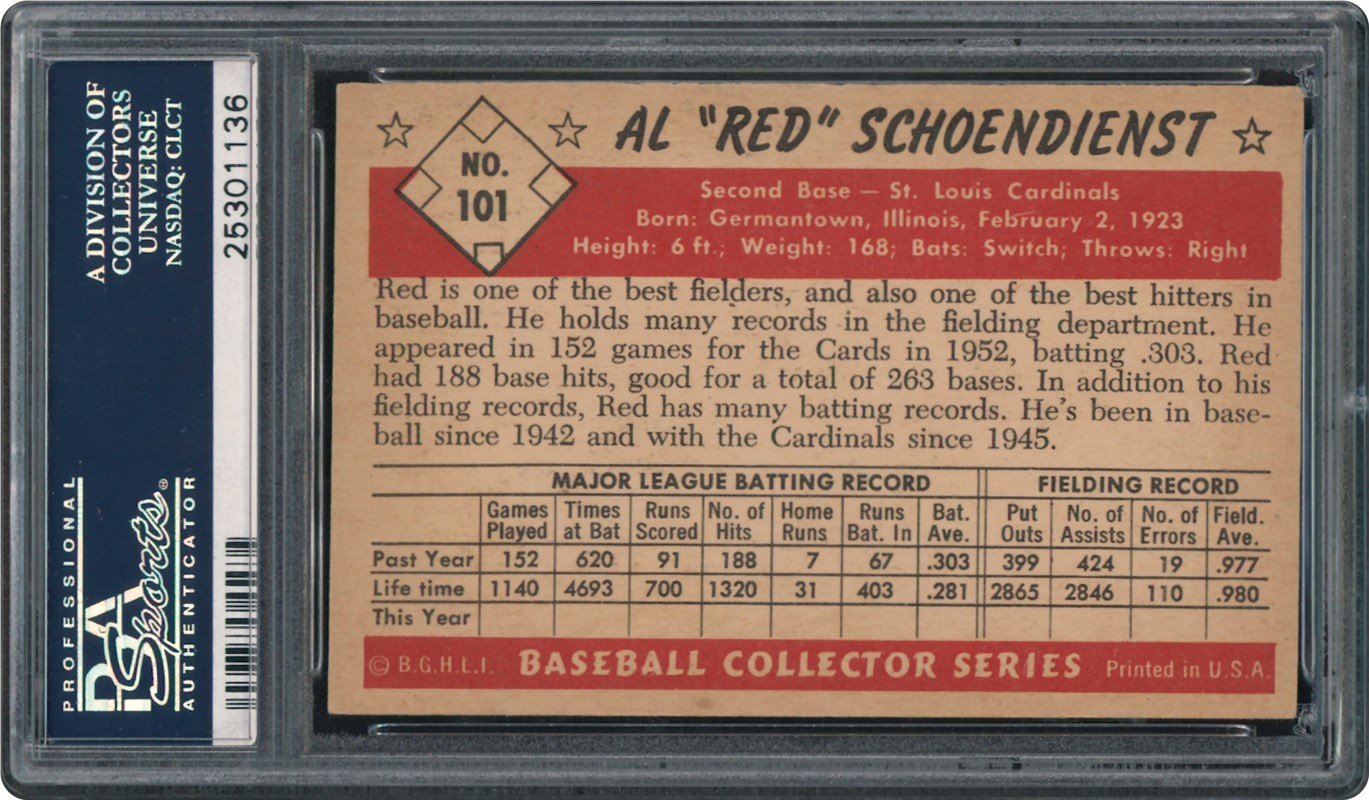 A DIVISION OF
COLLECTORS
UNIVERSE
NASDAQ: CLCT
25301136
PROFESSIONAL
PSA
Sports®
AUTHENTICATOR
NO.
101
AL "RED" SCHOENDIENST
Second Base — St. Louis Cardinals
Born: Germantown, Illinois, February 2, 1923
Height: 6 ft.; Weight: 168; Bats: Switch; Throws: Right
Red is one of the best fielders, and also one of the best hitters in
baseball. He holds many records in the fielding department. He
appeared in 152 games for the Cards in 1952, batting .303. Red
had 188 base hits, good for a total of 263 bases. In addition to his
fielding records, Red has many batting records. He's been in base-
ball since 1942 and with the Cardinals since 1945.
MAJOR LEAGUE BATTING RECORD FIELDING RECORD
Games Times Runs No. of Home Runs Bat. Put No. of No. of Field.
Played at Bat Scored Hits Runs Bat. In Ave. Outs Assists Errors Ave.
Past Year 152 620 91 188 7 67 .303 399 424 19 .977
Life time 1140 4693 700 1320 31 403 .281 2865 2846 110 .980
This Year
© B.G.H.L.I. BASEBALL COLLECTOR SERIES Printed in U.S.A.